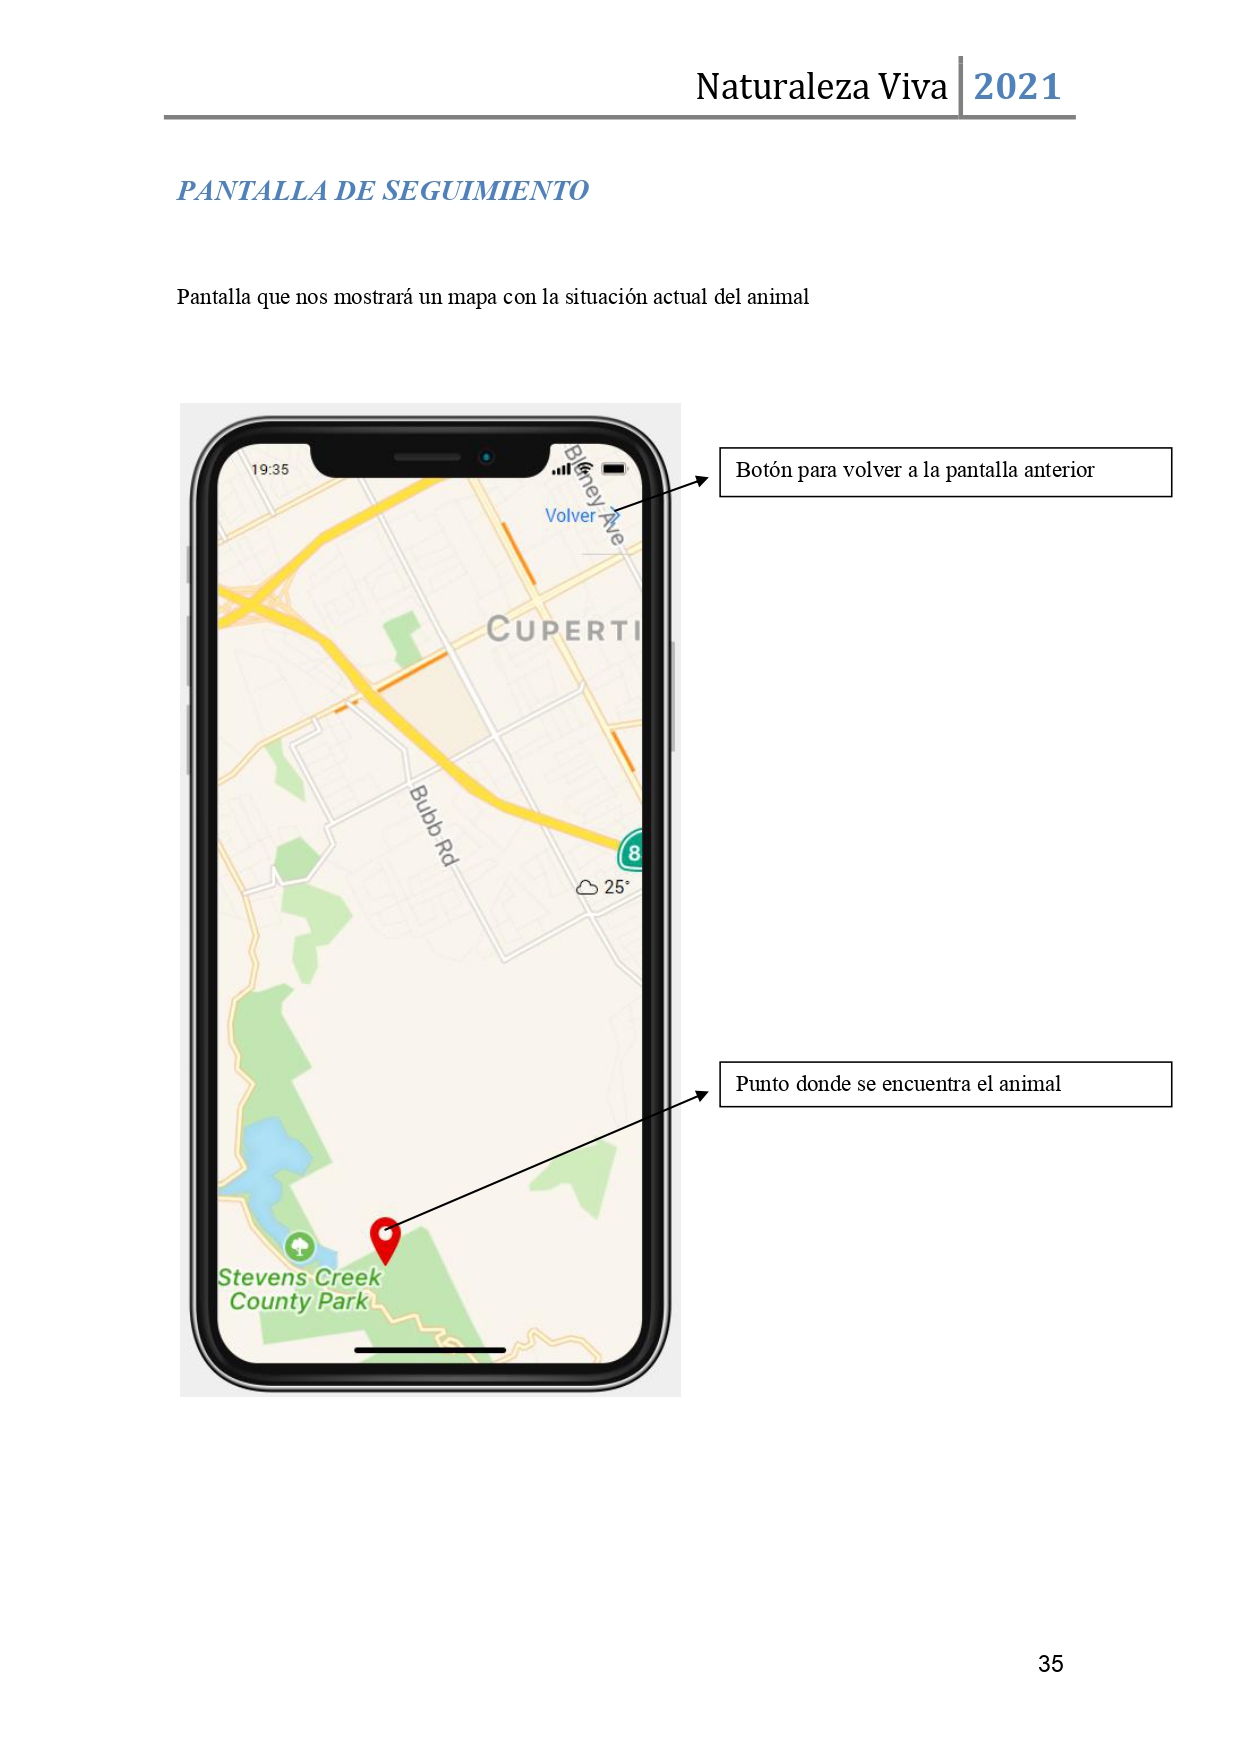 Naturaleza Viva 2021
PANTALLA DE SEGUIMIENTO
Pantalla que nos mostrará un mapa con la situación actual del animal
19:35
Blaney Ave
Volver
Botón para volver a la pantalla anterior
CUPERTI
Bubb Rd
8
25°
Punto donde se encuentra el animal
Stevens Creek
County Park
35